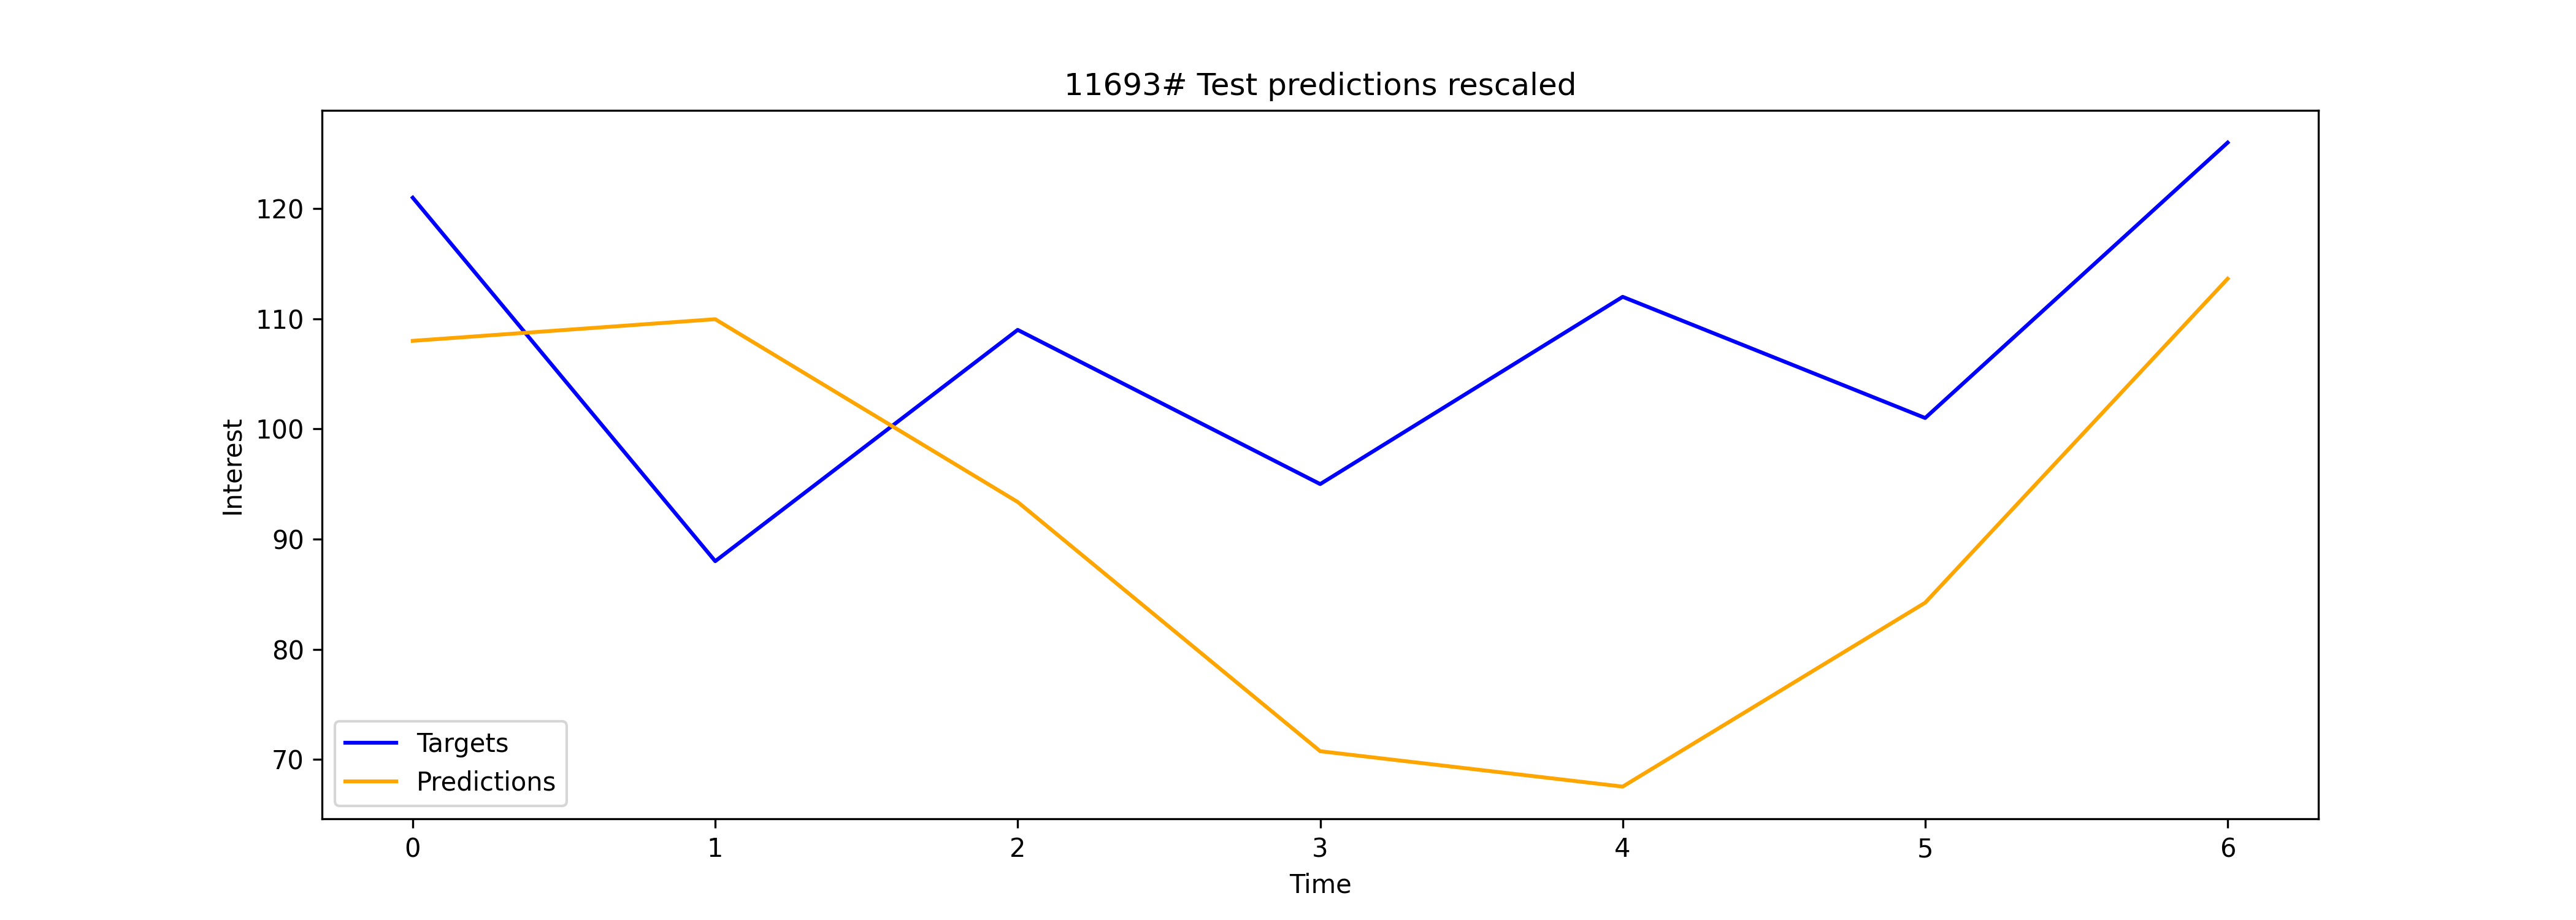 11693# Test predictions rescaled
Interest
120
110
100
90
80
70
Targets
Predictions
0 1 2 3 4 5 6
Time